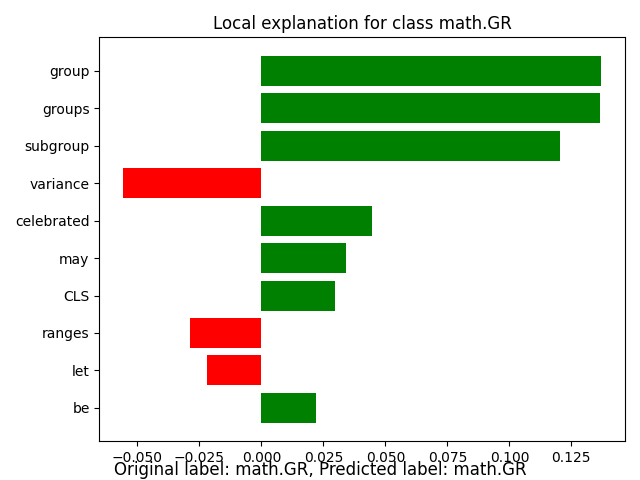 Local explanation for class math.GR
group
groups
subgroup
variance
celebrated
may
CLS
ranges
let
be
−0.050 −0.025 0.000 0.025 0.050 0.075 0.100 0.125
Original label: math.GR, Predicted label: math.GR